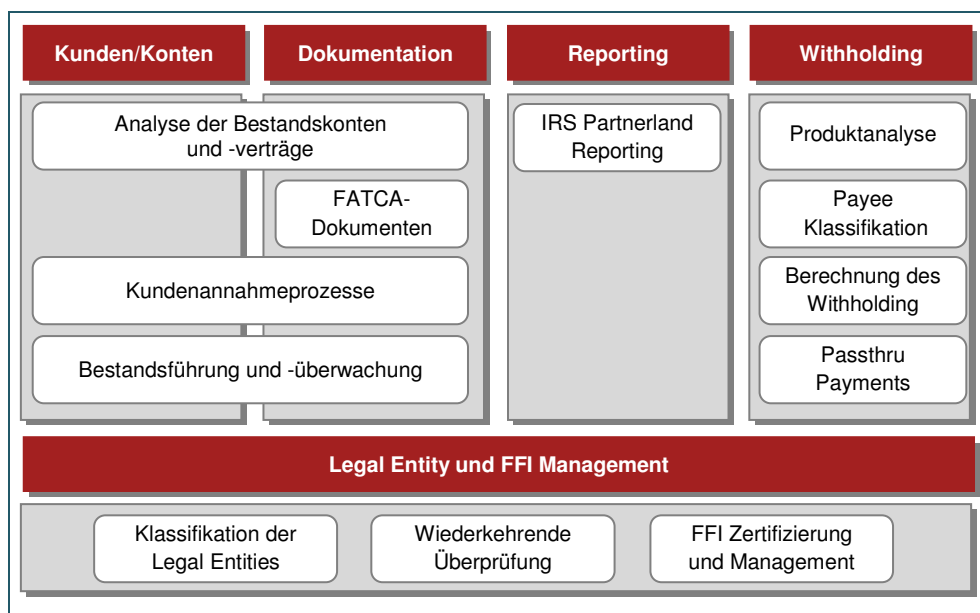 Kunden/Konten
Dokumentation
Reporting
Withholding
Analyse der Bestandskonten
und -verträge
FATCA-
Dokumenten
Kundenannahmeprozesse
Bestandsführung und -überwachung
IRS Partnerland
Reporting
Produktanalyse
Payee
Klassifikation
Berechnung des
Withholding
Passthru
Payments
Legal Entity und FFI Management
Klassifikation der
Legal Entities
Wiederkehrende
Überprüfung
FFI Zertifizierung
und Management